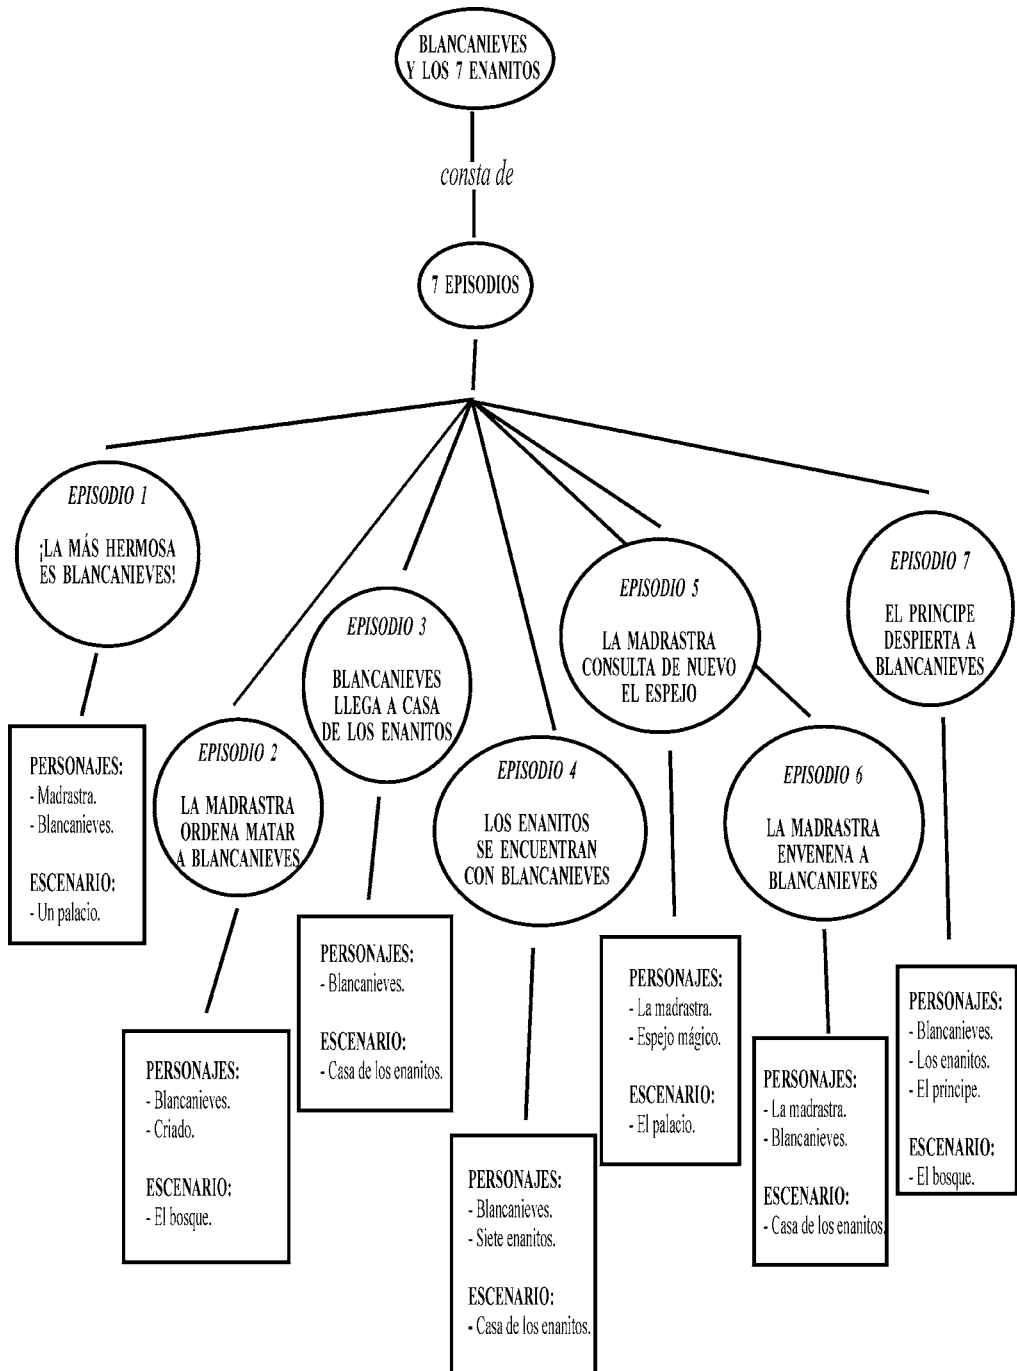 BLANCANIEVES
Y LOS 7 ENANITOS
consta de
7 EPISODIOS
EPISODIO 1
¡LA MÁS HERMOSA
ES BLANCANIEVES!
PERSONAJES:
- Madrastra.
- Blancanieves.
ESCENARIO:
- Un palacio.
EPISODIO 2
LA MADRASTRA
ORDENA MATAR
A BLANCANIEVES
PERSONAJES:
- Blancanieves.
- Criado.
ESCENARIO:
- El bosque.
EPISODIO 3
BLANCANIEVES
LLEGA A CASA
DE LOS ENANITOS
PERSONAJES:
- Blancanieves.
ESCENARIO:
- Casa de los enanitos.
EPISODIO 4
LOS ENANITOS
SE ENCUENTRAN
CON BLANCANIEVES
PERSONAJES:
- Blancanieves.
- Siete enanitos.
ESCENARIO:
- Casa de los enanitos.
EPISODIO 5
LA MADRASTRA
CONSULTA DE NUEVO
EL ESPEJO
PERSONAJES:
- La madrastra.
- Espejo mágico.
ESCENARIO:
- El palacio.
EPISODIO 6
LA MADRASTRA
ENVENENA A
BLANCANIEVES
PERSONAJES:
- La madrastra.
- Blancanieves.
ESCENARIO:
- Casa de los enanitos.
EPISODIO 7
EL PRINCIPE
DESPIERTA A
BLANCANIEVES
PERSONAJES:
- Blancanieves.
- Los enanitos.
- El príncipe.
ESCENARIO:
- El bosque.